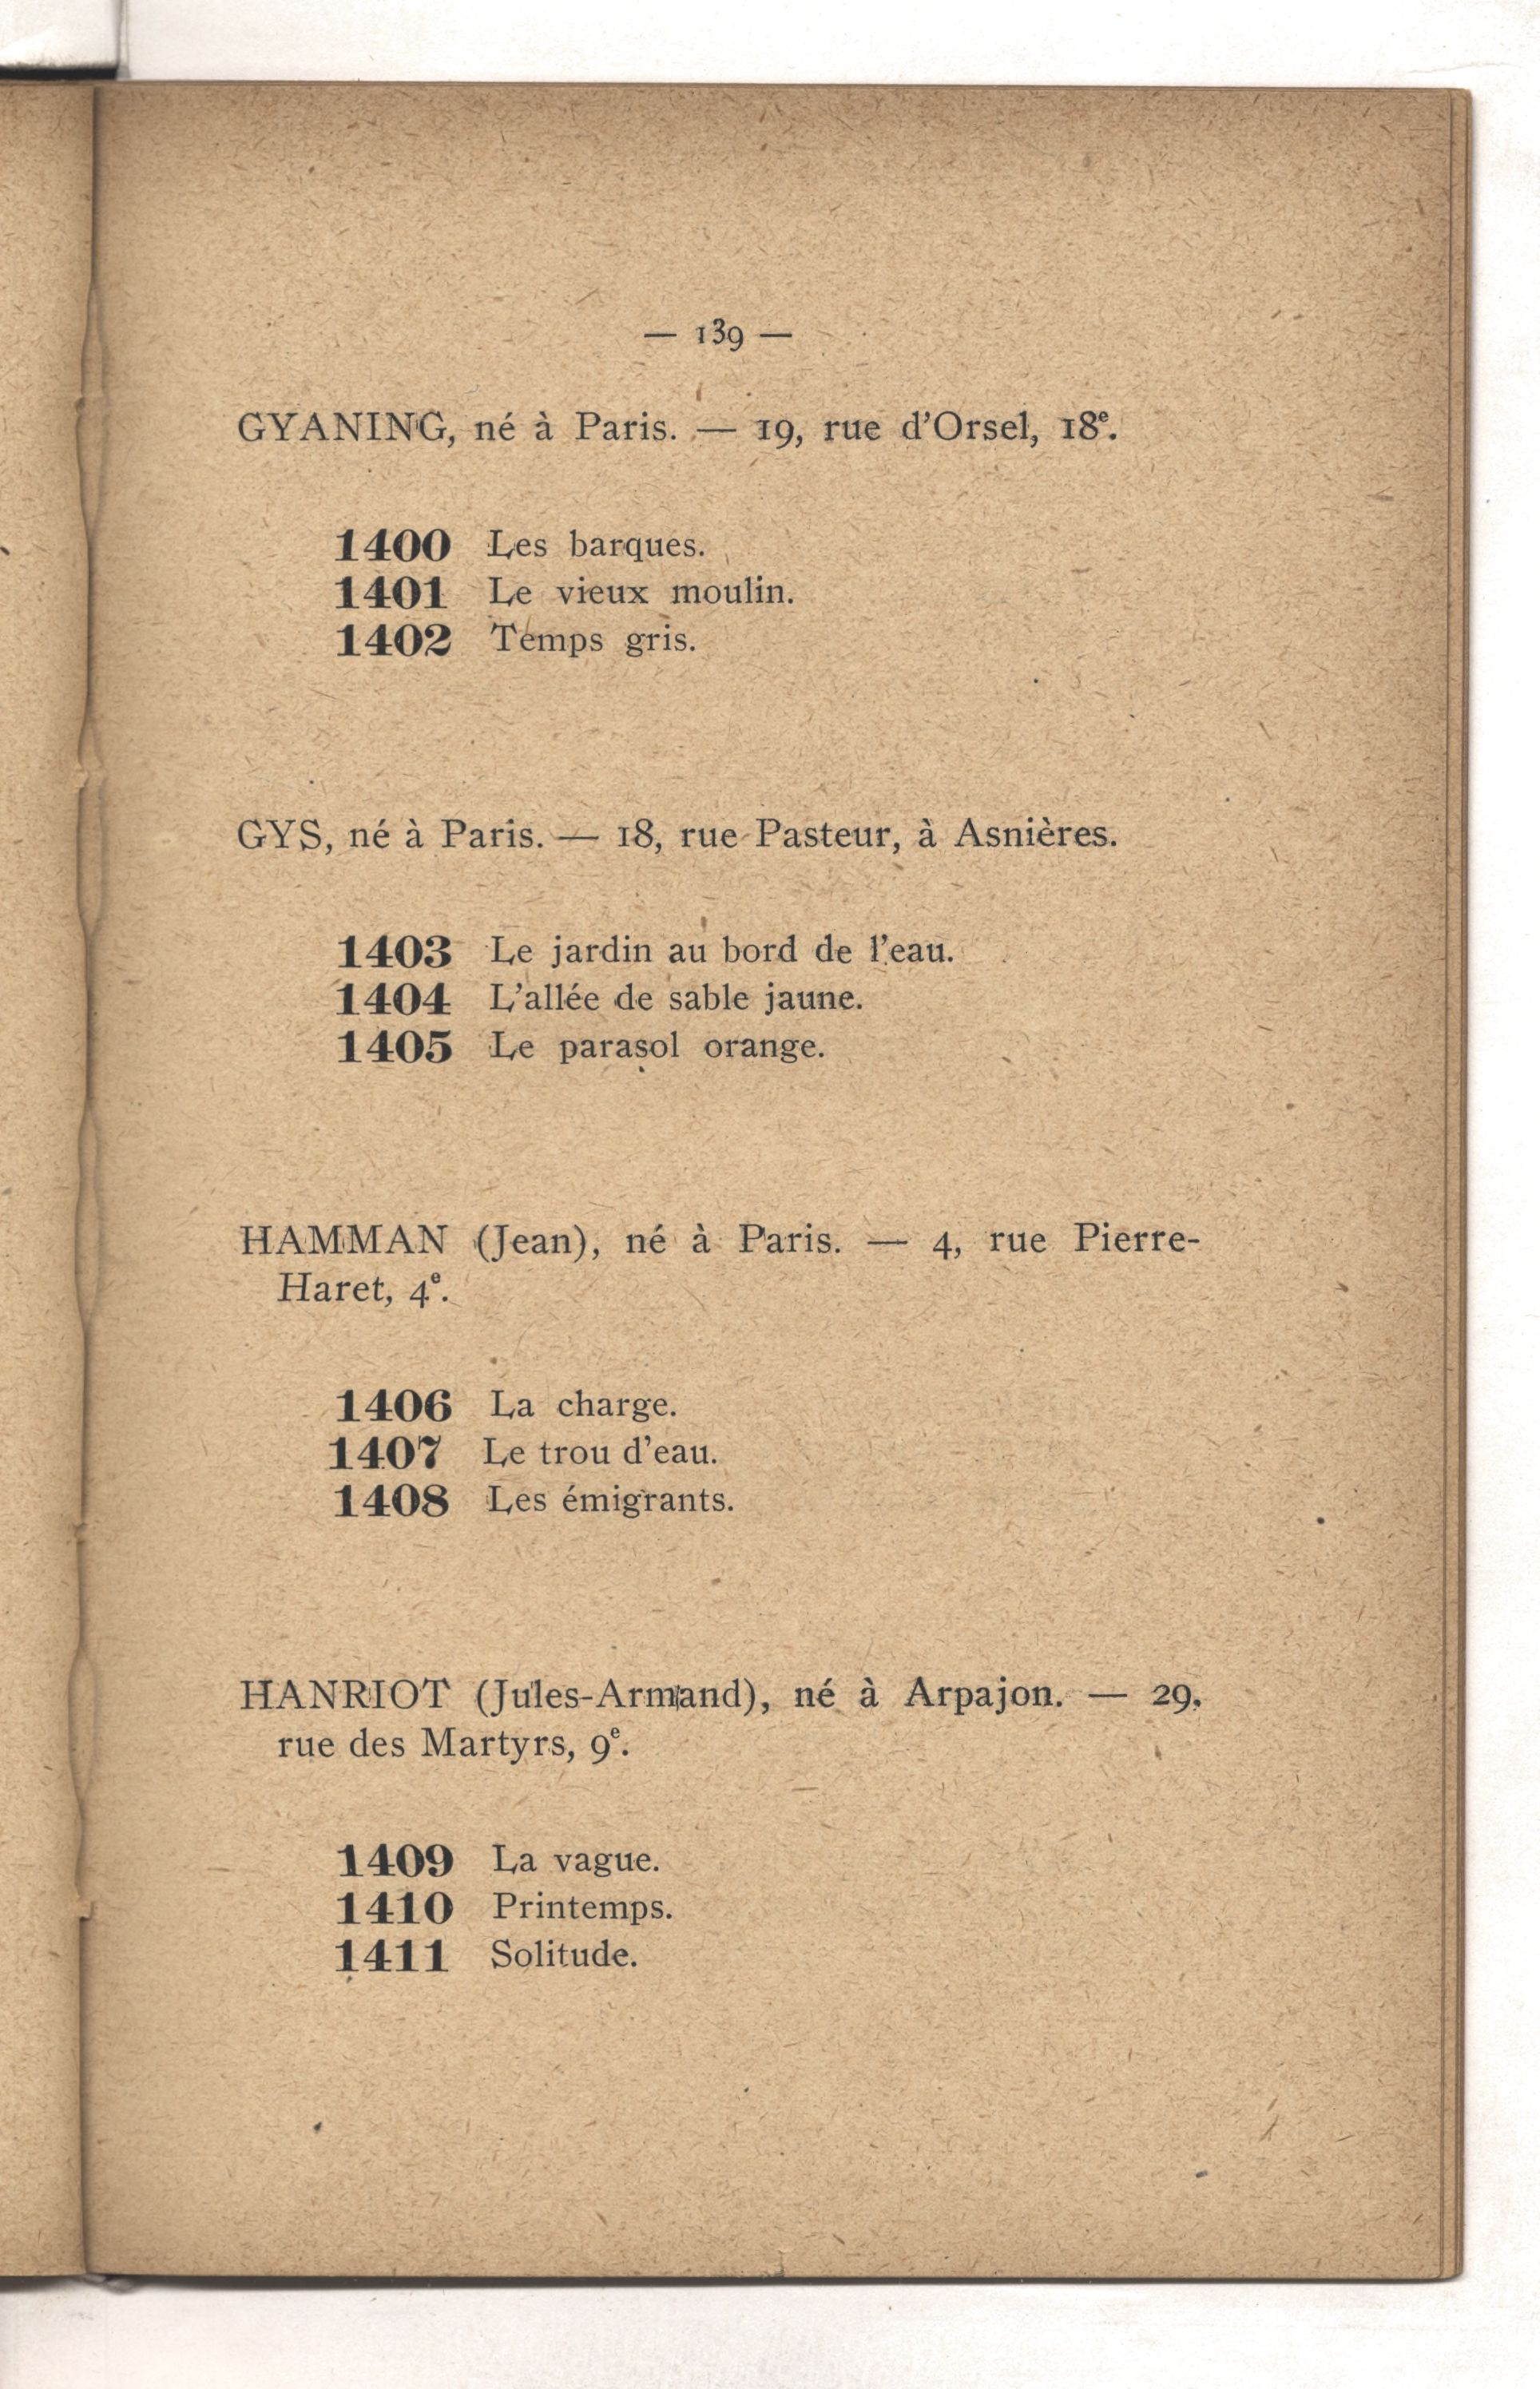 — 139 —
GYANING, né à Paris. — 19, rue d'Orsel, 18e.
1400 Les barques.
1401 Le vieux moulin.
1402 Temps gris.
GYS, né à Paris. — 18, rue Pasteur, à Asnières.
1403 Le jardin au bord de l'eau.
1404 L'allée de sable jaune.
1405 Le parasol orange.
HAMMAN (Jean), né à Paris. — 4, rue Pierre-
Haret, 4e.
1406 La charge.
1407 Le trou d'eau.
1408 Les émigrants.
HANRIOT (Jules-Armand), né à Arpajon. — 29,
rue des Martyrs, 9e.
1409 La vague.
1410 Printemps.
1411 Solitude.